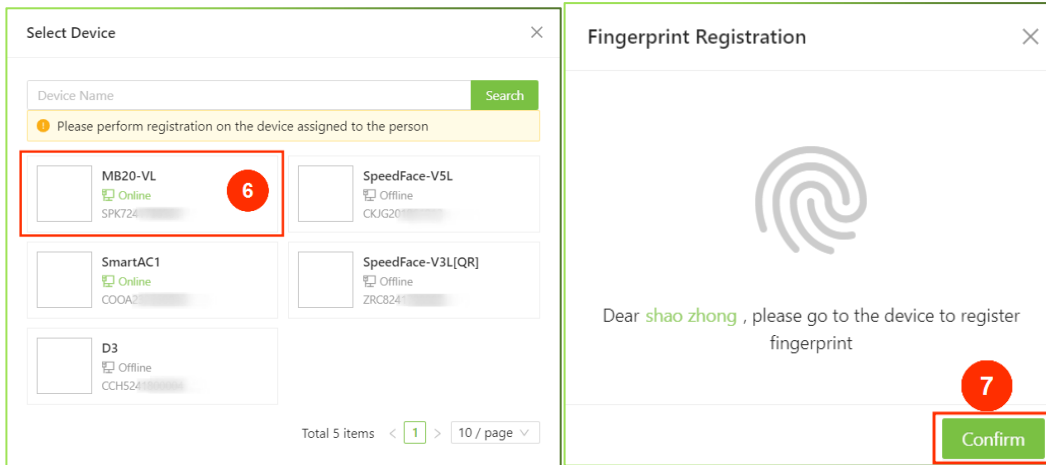 Select Device
Device Name
Search
Please perform registration on the device assigned to the person
MB20-VL
Online
SPK724
6
SpeedFace-V5L
Offline
CKJG20
SmartAC1
Online
COOA2
SpeedFace-V3L[QR]
Offline
ZRC824
D3
Offline
CCH524
Total 5 items < 1 > 10 / page
Fingerprint Registration
Dear shao zhong , please go to the device to register
fingerprint
7
Confirm